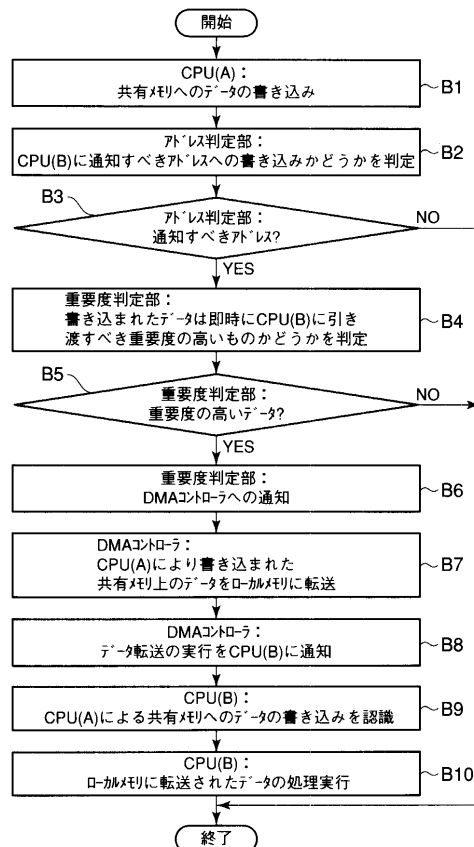 開始
CPU(A):
共有メモリへのデータの書き込み
B1
アドレス判定部:
CPU(B)に通知すべきアドレスへの書き込みかどうかを判定
B2
B3
アドレス判定部:
通知すべきアドレス?
NO
YES
重要度判定部:
書き込まれたデータは即時にCPU(B)に引き
渡すべき重要度の高いものかどうかを判定
B4
B5
重要度判定部:
重要度の高いデータ?
NO
YES
重要度判定部:
DMAコントローラへの通知
B6
DMAコントローラ:
CPU(A)により書き込まれた
共有メモリ上のデータをローカルメモリに転送
B7
DMAコントローラ:
データ転送の実行をCPU(B)に通知
B8
CPU(B):
CPU(A)による共有メモリへのデータの書き込みを認識
B9
CPU(B):
ローカルメモリに転送されたデータの処理実行
B10
終了